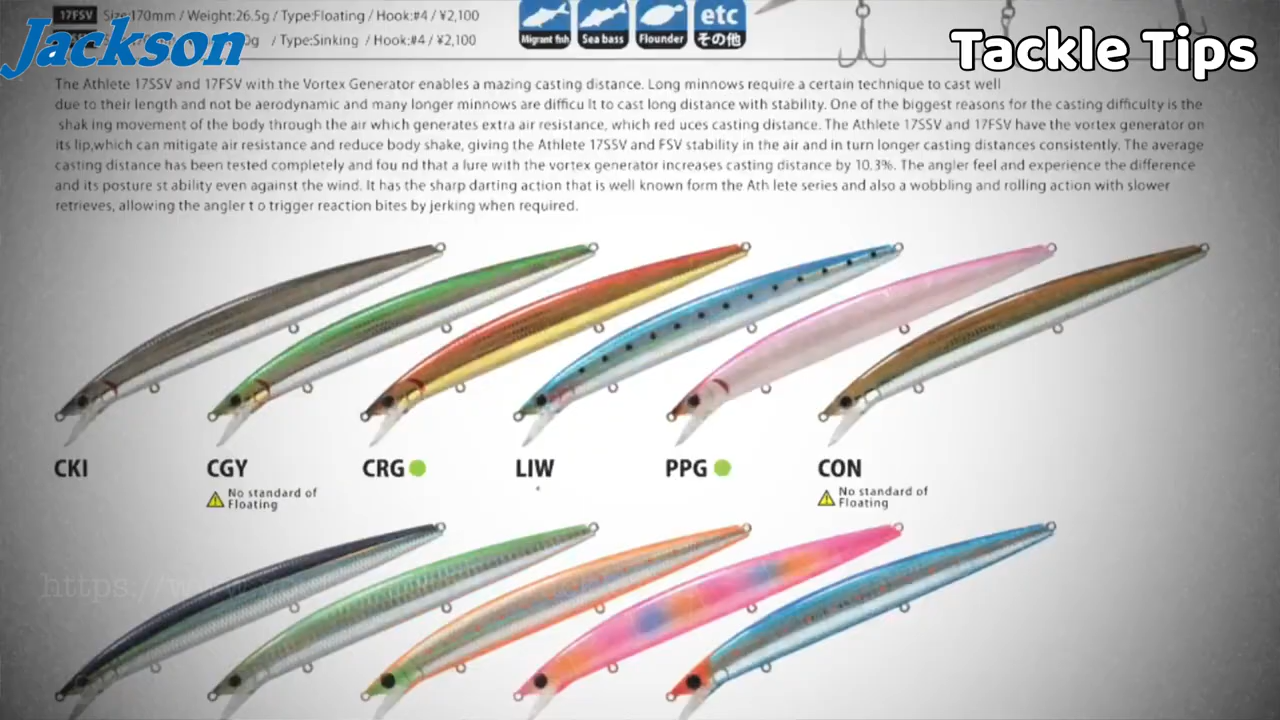 17FSV Size:170mm / Weight:26.5g / Type:Floating / Hook:#4 / ¥2,100
/ Type:Sinking / Hook:#4 / ¥2,100
Jackson
Migrant fish
Sea bass
Flounder
etc
その他
Tackle Tips
The Athlete 17SSV and 17FSV with the Vortex Generator enables a mazing casting distance. Long minnows require a certain technique to cast well
due to their length and not be aerodynamic and many longer minnows are difficu lt to cast long distance with stability. One of the biggest reasons for the casting difficulty is the
shak ing movement of the body through the air which generates extra air resistance, which red uces casting distance. The Athlete 17SSV and 17FSV have the vortex generator on
its lip,which can mitigate air resistance and reduce body shake, giving the Athlete 17SSV and FSV stability in the air and in turn longer casting distances consistently. The average
casting distance has been tested completely and fou nd that a lure with the vortex generator increases casting distance by 10.3%. The angler feel and experience the difference
and its posture st ability even against the wind. It has the sharp darting action that is well known form the Ath lete series and also a wobbling and rolling action with slower
retrieves, allowing the angler t o trigger reaction bites by jerking when required.
CKI
CGY
CRG
LIW
PPG
CON
No standard of
Floating
No standard of
Floating